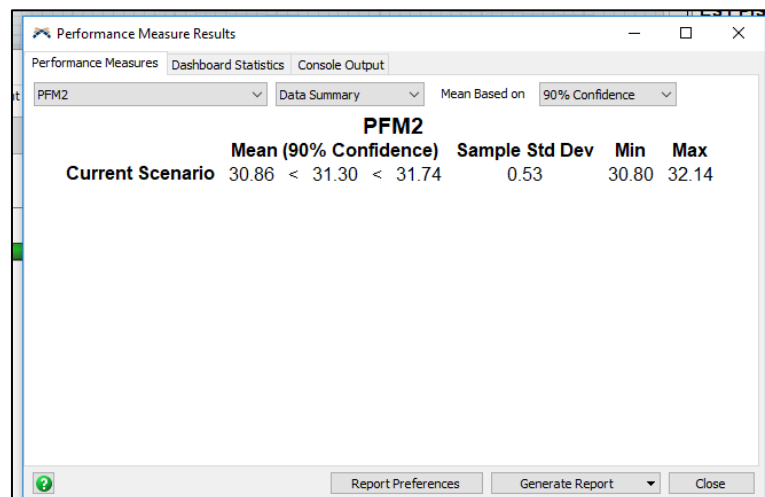 Performance Measure Results
Performance Measures Dashboard Statistics Console Output
PFM2 Data Summary Mean Based on 90% Confidence
PFM2
Mean (90% Confidence) Sample Std Dev Min Max
Current Scenario 30.86 < 31.30 < 31.74 0.53 30.80 32.14
Report Preferences Generate Report Close